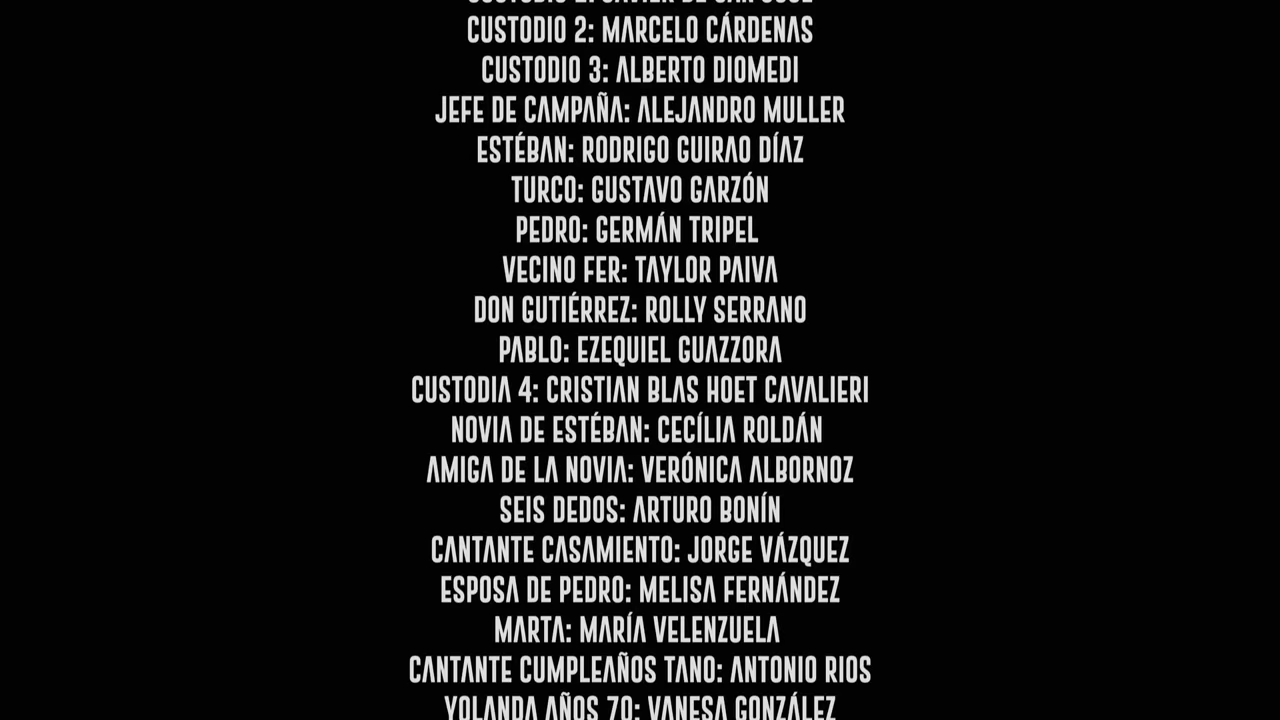 CUSTODIO 2: MARCELO CÁRDENAS
CUSTODIO 3: ALBERTO DIOMEDI
JEFE DE CAMPAÑA: ALEJANDRO MULLER
ESTÉBAN: RODRIGO GUIRAO DÍAZ
TURCO: GUSTAVO GARZÓN
PEDRO: GERMÁN TRIPEL
VECINO FER: TAYLOR PAIVA
DON GUTIÉRREZ: ROLLY SERRANO
PABLO: EZEQUIEL GUAZZORA
CUSTODIA 4: CRISTIAN BLAS HOET CAVALIERI
NOVIA DE ESTÉBAN: CECÍLIA ROLDÁN
AMIGA DE LA NOVIA: VERÓNICA ALBORNOZ
SEIS DEDOS: ARTURO BONÍN
CANTANTE CASAMIENTO: JORGE VÁZQUEZ
ESPOSA DE PEDRO: MELISA FERNÁNDEZ
MARTA: MARÍA VELENZUELA
CANTANTE CUMPLEAÑOS TANO: ANTONIO RIOS
YOLANDA AÑOS 70: VANESA GONZÁLEZ